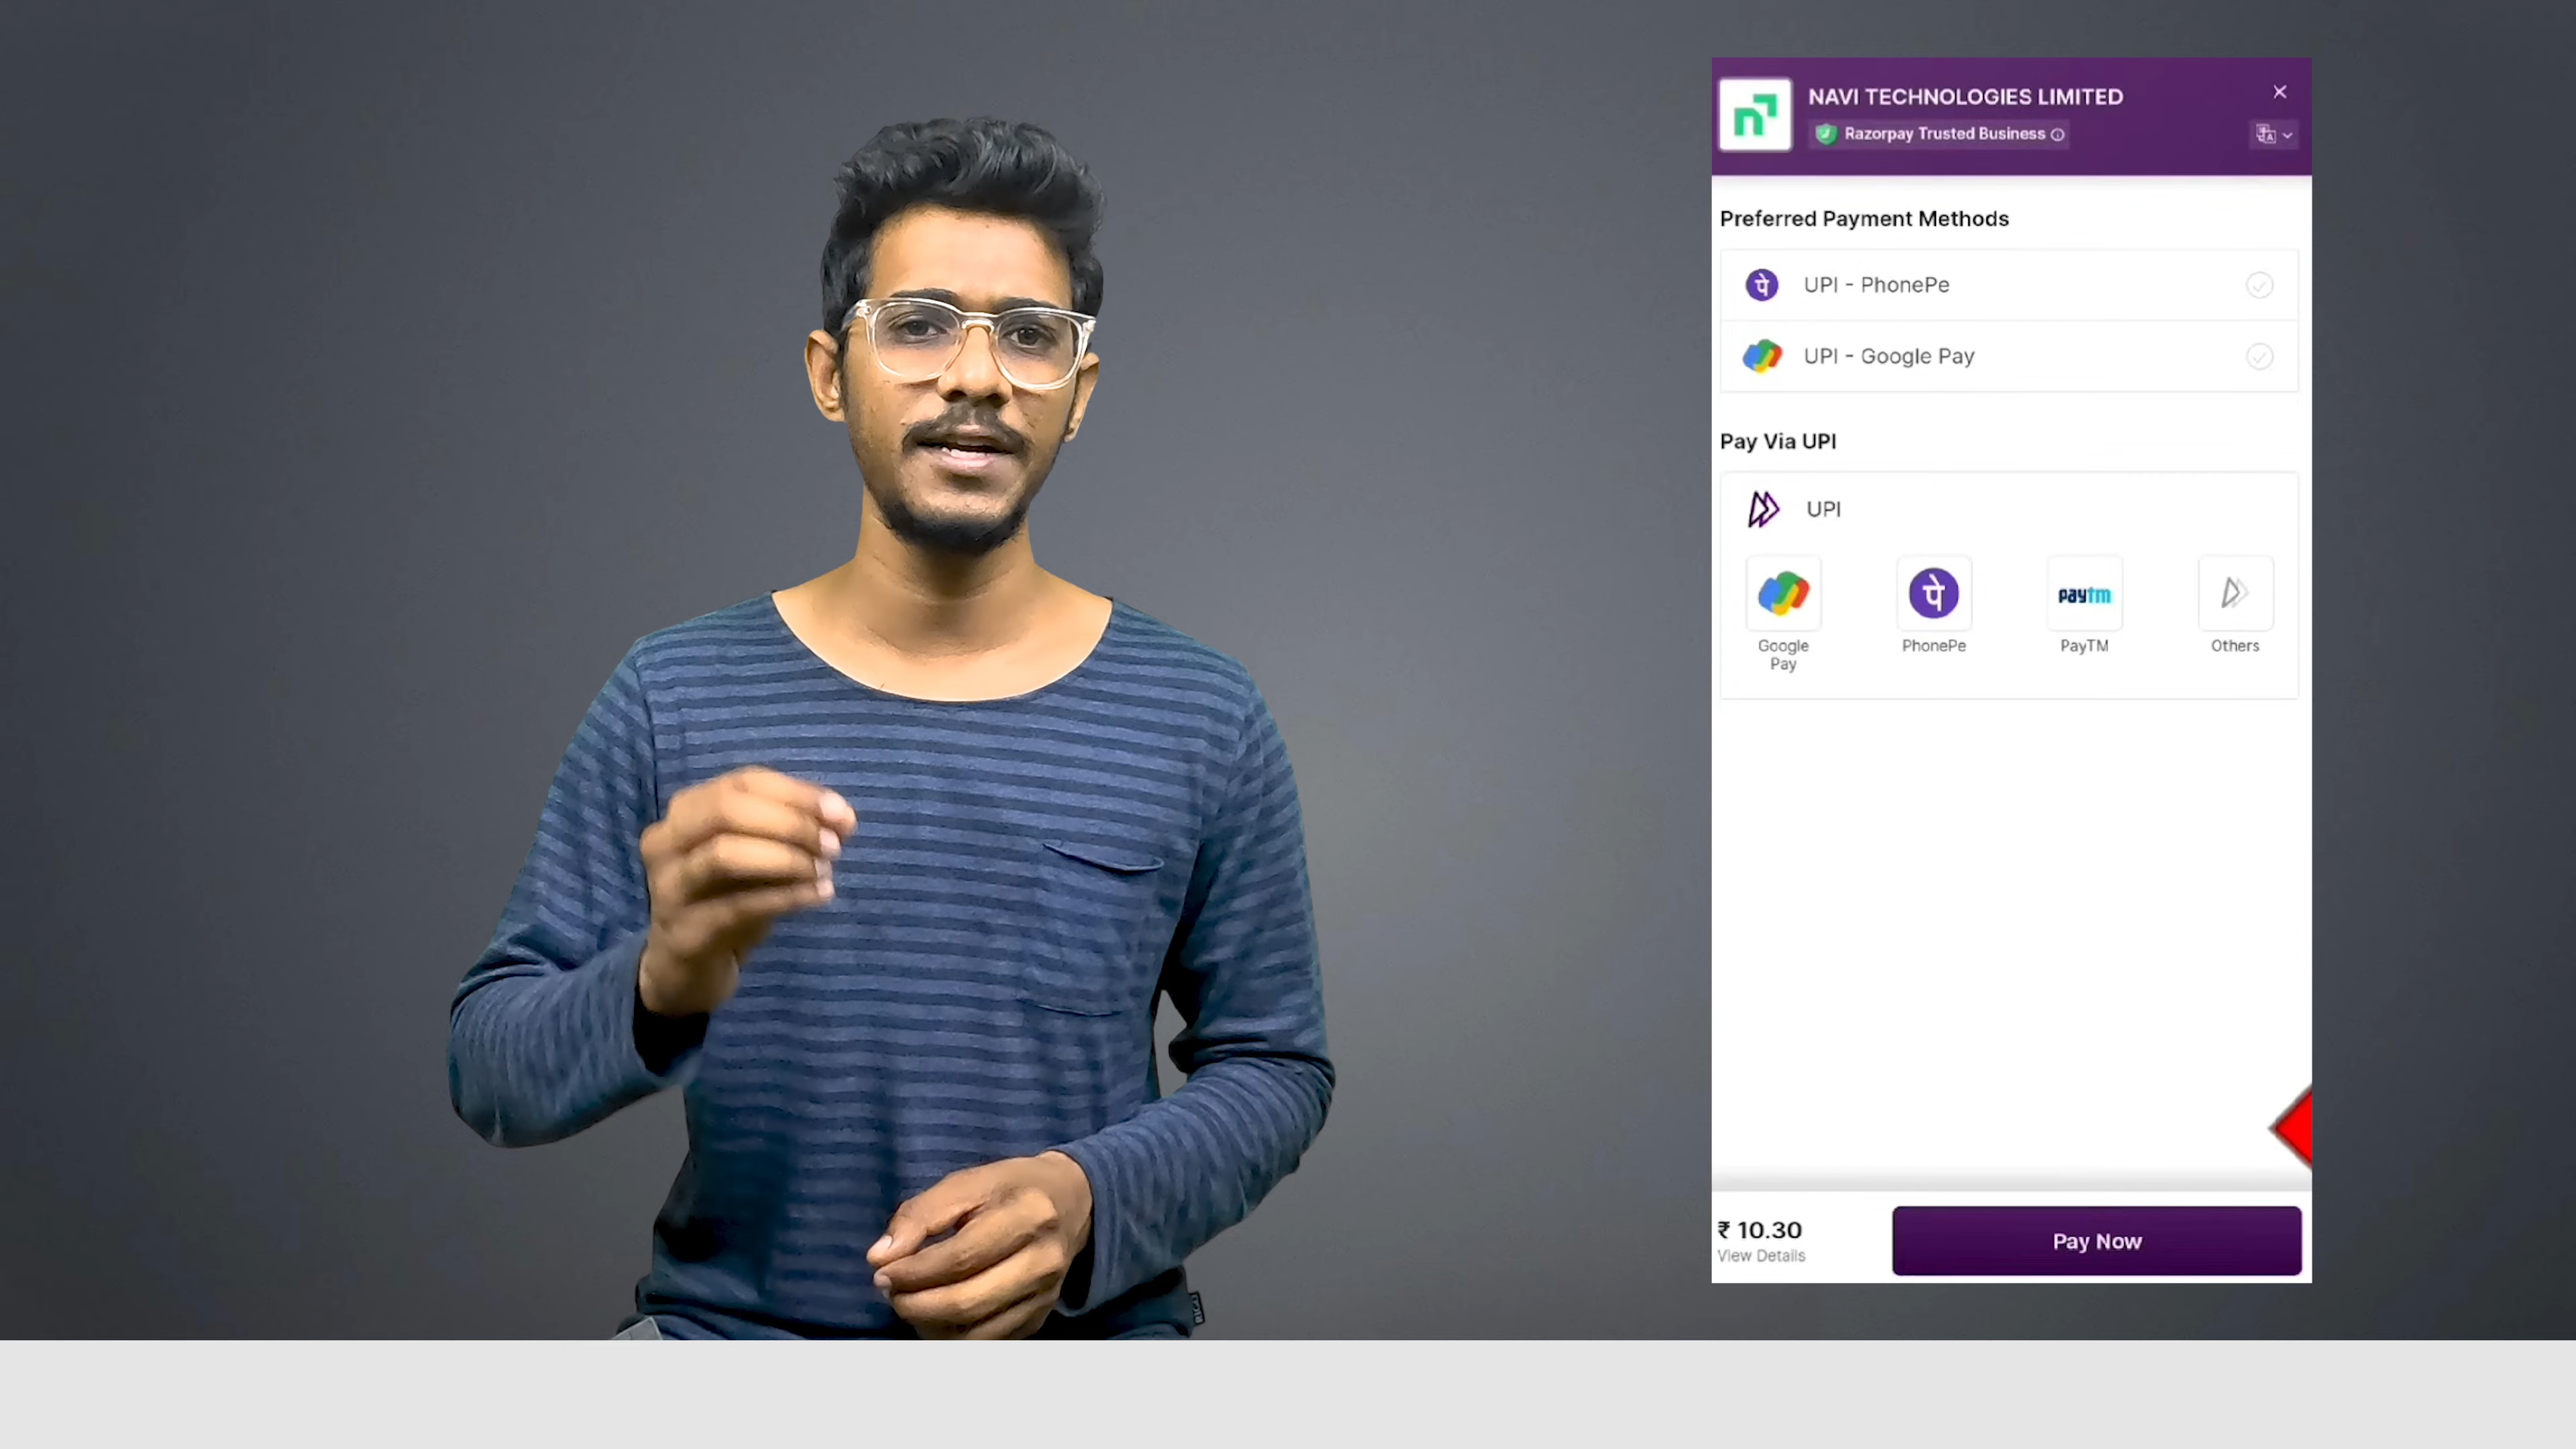 NAVI TECHNOLOGIES LIMITED
Razorpay Trusted Business
Preferred Payment Methods
पे UPI - PhonePe
UPI - Google Pay
Pay Via UPI
UPI
पे paytm
Google Pay PhonePe PayTM Others
₹ 10.30
View Details
Pay Now